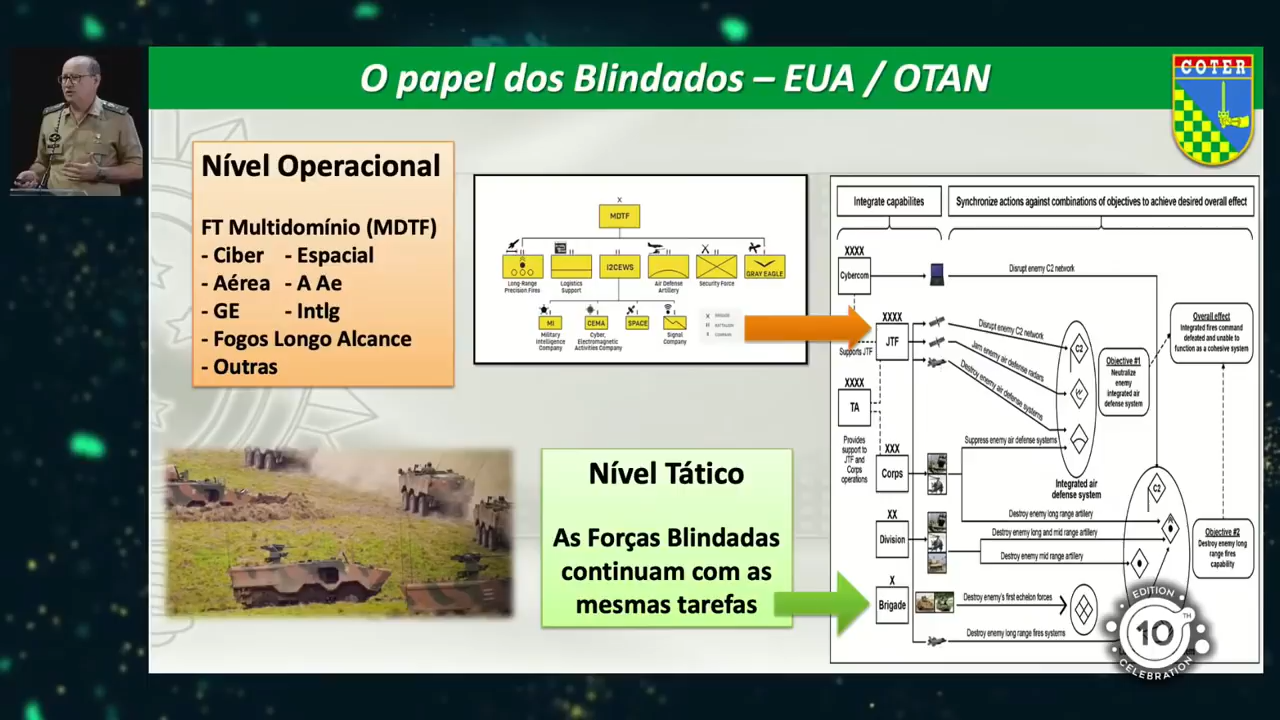 O papel dos Blindados – EUA / OTAN
COTER
Nível Operacional
FT Multidomínio (MDTF)
- Ciber - Espacial
- Aérea - A Ae
- GE - Intlg
- Fogos Longo Alcance
- Outras
X
MDTF
I2CEWS
GRAY EAGLE
Long-Range
Precision Fires
Logistics
Support
Air Defense
Artillery
Security Force
MI
CEMA
SPACE
Military
Intelligence
Company
Cyber,
Electromagnetic
Activities Company
Signal
Company
X
BRIGADE
II
BATTALION
I
COMPANY
Nível Tático
As Forças Blindadas
continuam com as
mesmas tarefas
Integrate capabilites
Synchronize actions against combinations of objectives to achieve desired overall effect
XXXX
Cybercom
Disrupt enemy C2 network
XXXX
JTF
Supports JTF
Disrupt enemy C2 network
Jam enemy air defense radars
Destroy enemy air defense systems
C2
Objective #1
Neutralize
enemy
integrated air
defense system
Overall effect
Integrated fires command
defeated and unable to
function as a cohesive system
XXXX
TA
Provides
support to
JTF and
Corps
operations
Suppress enemy air defense systems
XXX
Corps
Integrated air
defense system
C2
Destroy enemy long range artillery
XX
Division
Destroy enemy long and mid range artillery
Destroy enemy mid range artillery
Objective #2
Destroy enemy
long range
fires
capability
X
Brigade
Destroy enemy's first echelon forces
Destroy enemy long range fires systems
EDITION
10
TH
CELEBRATION